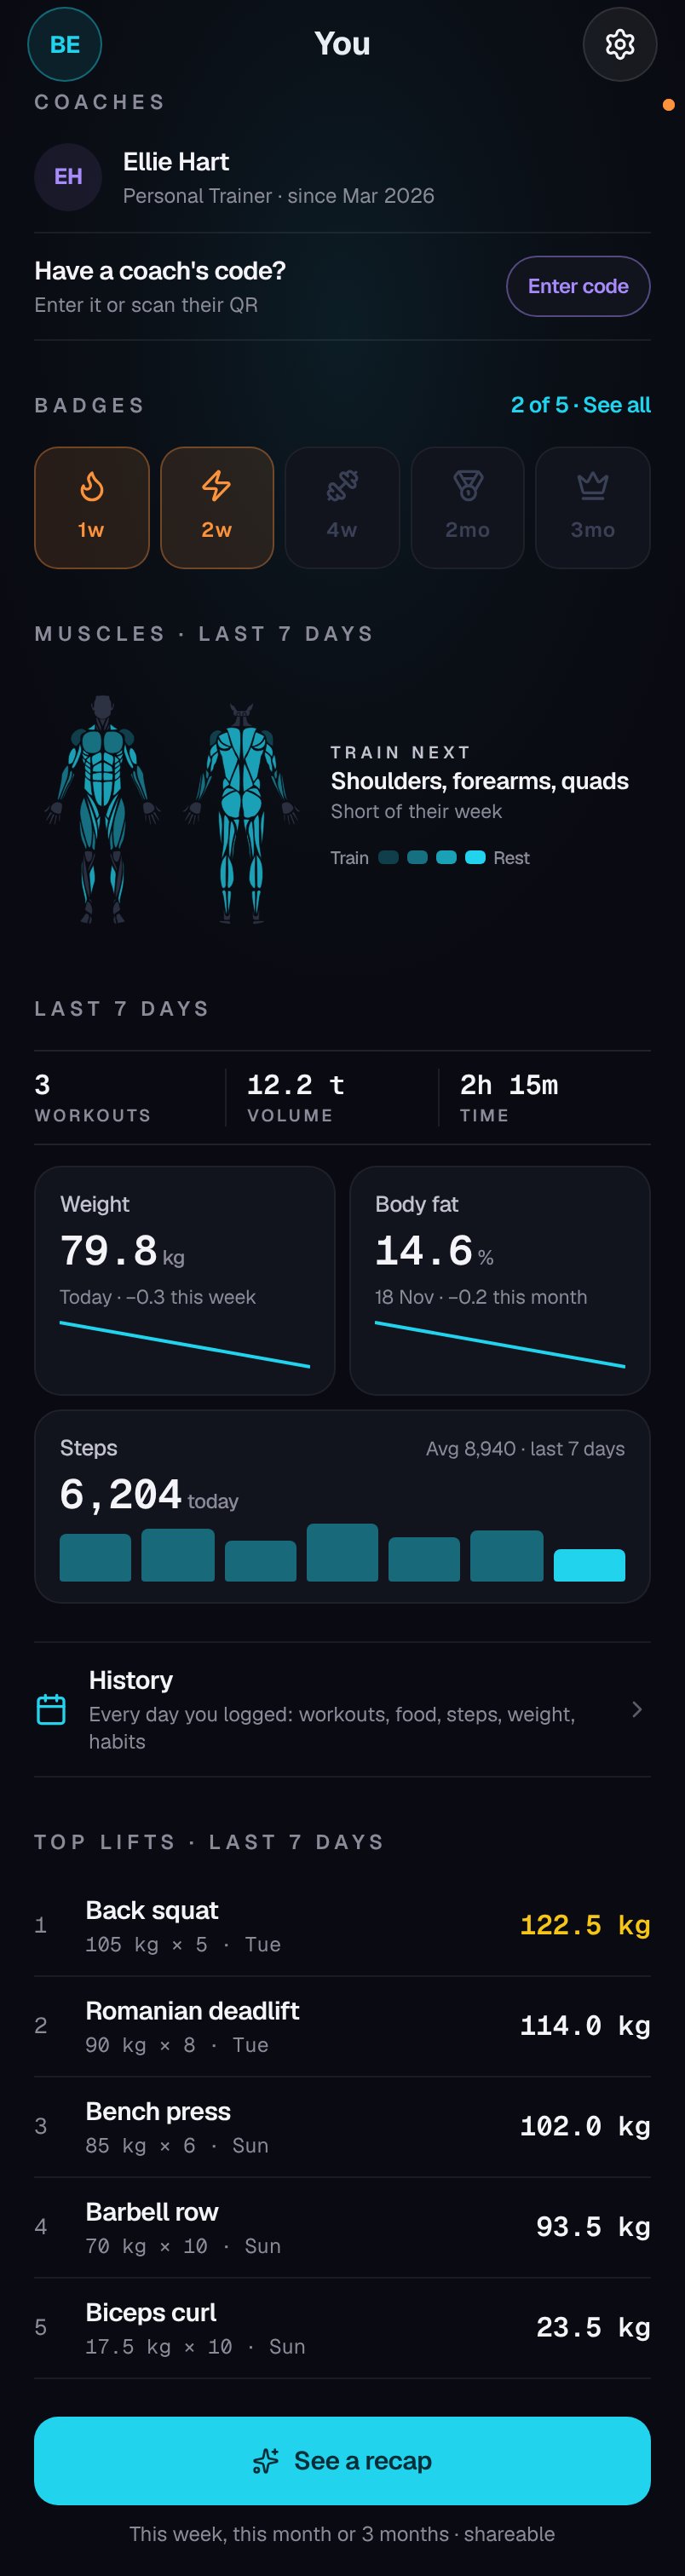 BE
You
COACHES
EH
Ellie Hart
Personal Trainer · since Mar 2026
Have a coach's code?
Enter it or scan their QR
Enter code
BADGES
2 of 5 · See all
1w
2w
4w
2mo
3mo
MUSCLES · LAST 7 DAYS
TRAIN NEXT
Shoulders, forearms, quads
Short of their week
Train
Rest
LAST 7 DAYS
3
WORKOUTS
12.2 t
VOLUME
2h 15m
TIME
Weight
79.8 kg
Today · −0.3 this week
Body fat
14.6 %
18 Nov · −0.2 this month
Steps
Avg 8,940 · last 7 days
6,204 today
History
Every day you logged: workouts, food, steps, weight,
habits
TOP LIFTS · LAST 7 DAYS
1
Back squat
105 kg × 5 · Tue
122.5 kg
2
Romanian deadlift
90 kg × 8 · Tue
114.0 kg
3
Bench press
85 kg × 6 · Sun
102.0 kg
4
Barbell row
70 kg × 10 · Sun
93.5 kg
5
Biceps curl
17.5 kg × 10 · Sun
23.5 kg
See a recap
This week, this month or 3 months · shareable